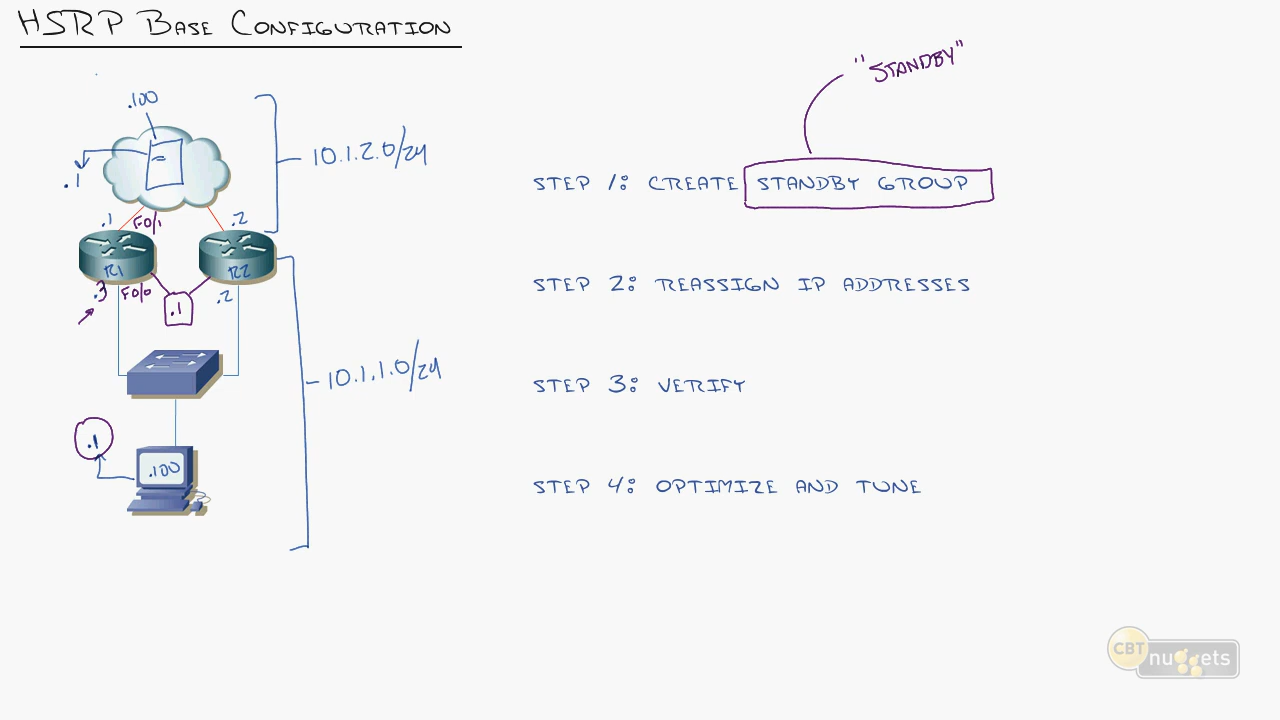 HSRP BASE CONFIGURATION
"STANDBY"
.100
10.1.2.0/24
.1
STEP 1: CREATE STANDBY GROUP
.1
F0/1
.2
R1
R2
STEP 2: REASSIGN IP ADDRESSES
.3
F0/0
.1
.2
10.1.1.0/24
STEP 3: VERIFY
.1
.100
STEP 4: OPTIMIZE AND TUNE
CBT nuggets